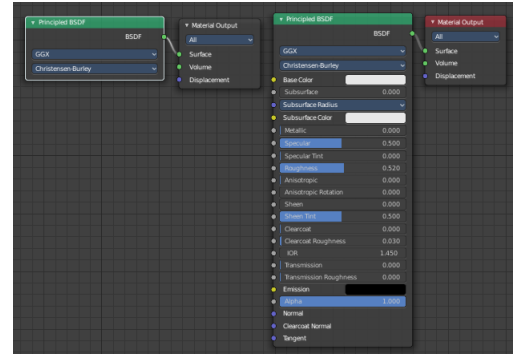 Principled BSDF
BSDF
GGX
Christensen-Burley
Material Output
All
Surface
Volume
Displacement
Principled BSDF
BSDF
GGX
Christensen-Burley
Base Color
Subsurface 0.000
Subsurface Radius
Subsurface Color
Metallic 0.000
Specular 0.500
Specular Tint 0.000
Roughness 0.520
Anisotropic 0.000
Anisotropic Rotation 0.000
Sheen 0.000
Sheen Tint 0.500
Clearcoat 0.000
Clearcoat Roughness 0.030
IOR 1.450
Transmission 0.000
Transmission Roughness 0.000
Emission
Alpha 1.000
Normal
Clearcoat Normal
Tangent
Material Output
All
Surface
Volume
Displacement